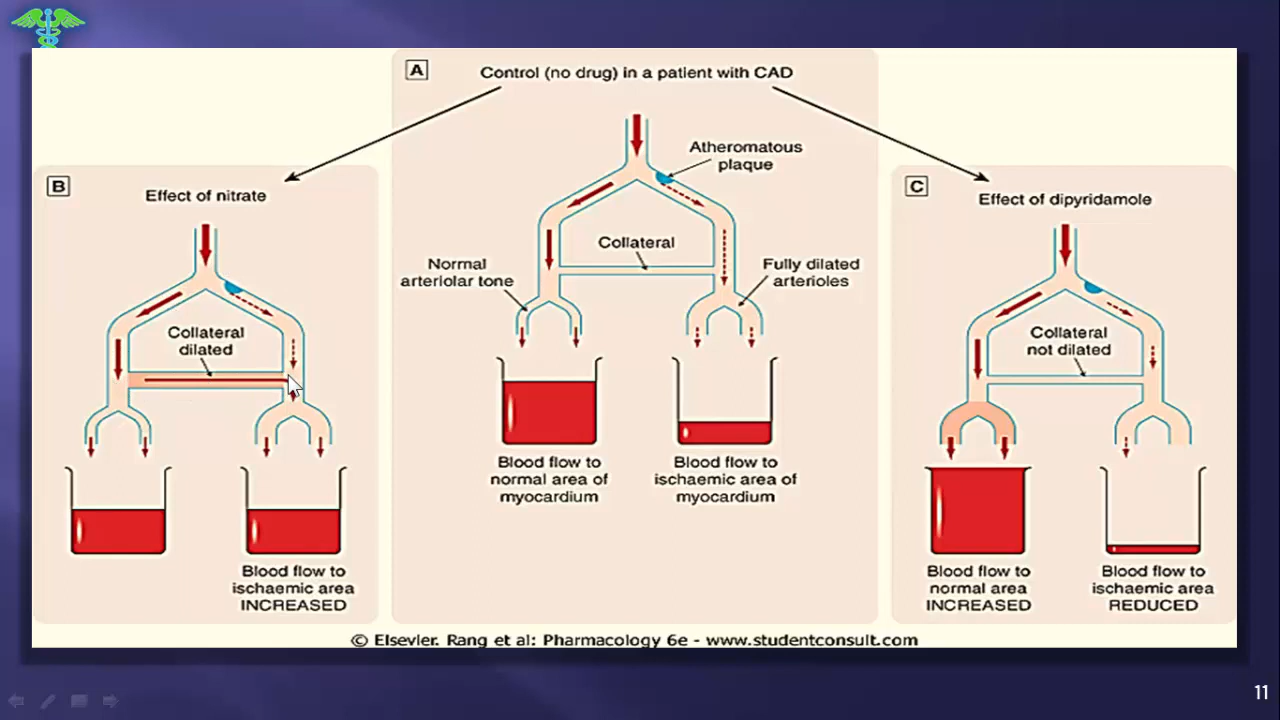 A
Control (no drug) in a patient with CAD
Atheromatous
plaque
Collateral
Normal
arteriolar tone
Fully dilated
arterioles
Blood flow to
normal area of
myocardium
Blood flow to
ischaemic area of
myocardium
B
Effect of nitrate
Collateral
dilated
Blood flow to
ischaemic area
INCREASED
C
Effect of dipyridamole
Collateral
not dilated
Blood flow to
normal area
INCREASED
Blood flow to
ischaemic area
REDUCED
© Elsevier. Rang et al: Pharmacology 6e - www.studentconsult.com
11